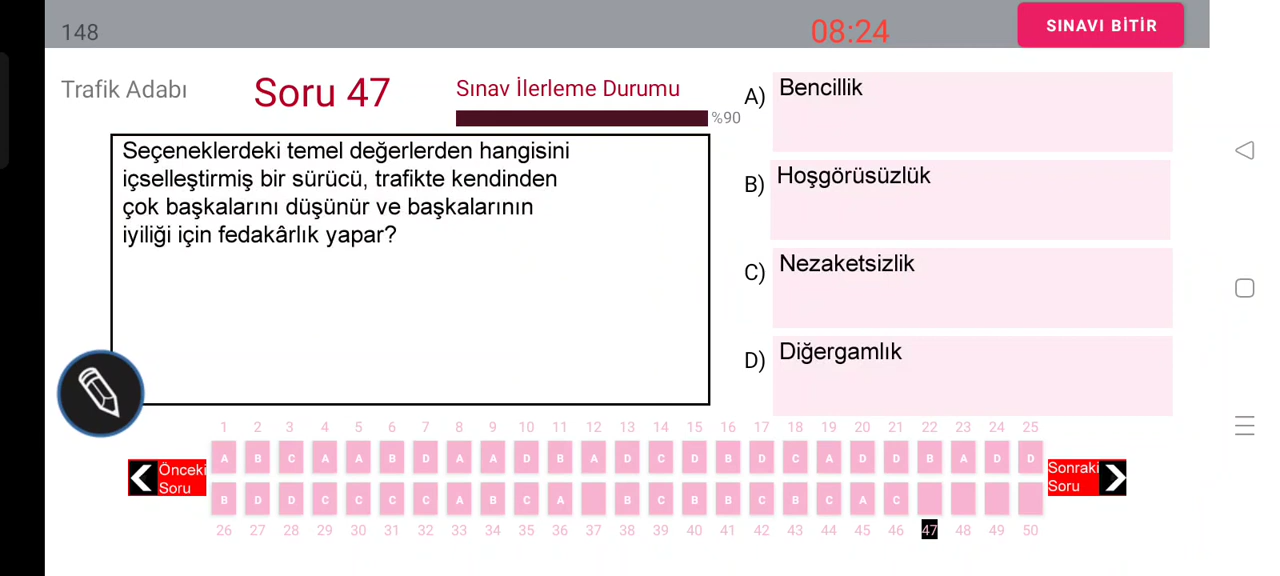 148
08:24
SINAVI BİTİR
Trafik Adabı
Soru 47
Sınav İlerleme Durumu
%90
Seçeneklerdeki temel değerlerden hangisini
içselleştirmiş bir sürücü, trafikte kendinden
çok başkalarını düşünür ve başkalarının
iyiliği için fedakârlık yapar?
A) Bencillik
B) Hoşgörüsüzlük
C) Nezaketsizlik
D) Diğergamlık
1 2 3 4 5 6 7 8 9 10 11 12 13 14 15 16 17 18 19 20 21 22 23 24 25
A B C A A B D A A D B A D C D B D C A D D B A D D
Önceki
Soru
Sonraki
Soru
B D D C C C C A B C A B C B B C B C A C
26 27 28 29 30 31 32 33 34 35 36 37 38 39 40 41 42 43 44 45 46 47 48 49 50